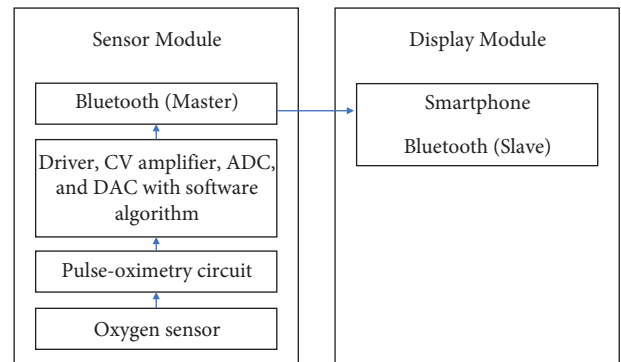 Sensor Module
Bluetooth (Master)
Driver, CV amplifier, ADC,
and DAC with software
algorithm
Pulse-oximetry circuit
Oxygen sensor
Display Module
Smartphone
Bluetooth (Slave)